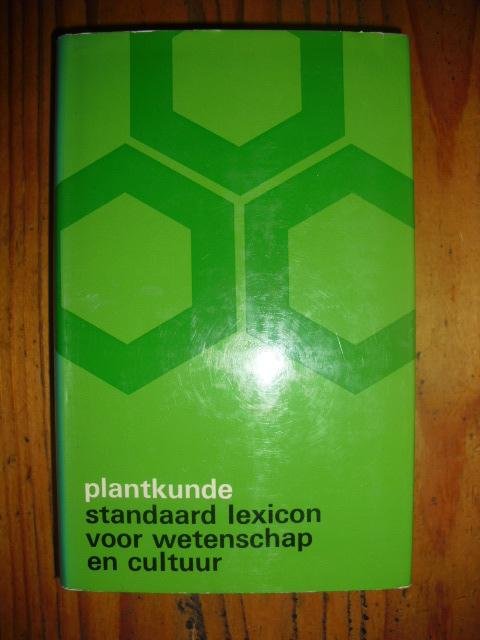 plantkunde
standaard lexicon
voor wetenschap
en cultuur